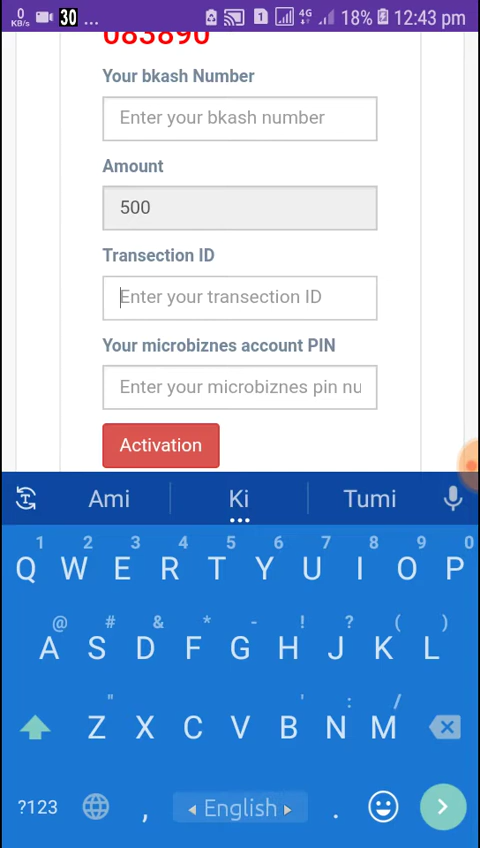 0 KB/s 30 ... 1 4G 18% 12:43 pm
083890
Your bkash Number
Enter your bkash number
Amount
500
Transection ID
Enter your transection ID
Your microbiznes account PIN
Enter your microbiznes pin nu
Activation
Ami Ki Tumi
1 2 3 4 5 6 7 8 9 0
Q W E R T Y U I O P
@ # & * - ! ? ( )
A S D F G H J K L
" ' : /
Z X C V B N M
?123 , English .